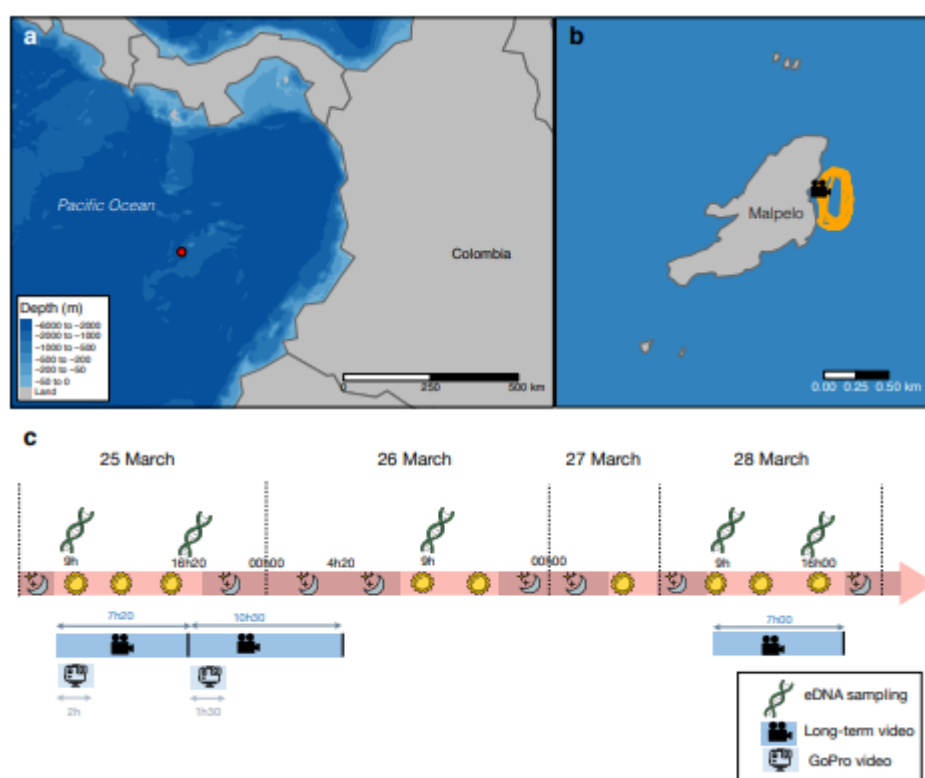 a
Pacific Ocean
Colombia
Depth (m)
-6000 to -2000
-2000 to -1000
-1000 to -500
-500 to -200
-200 to -50
-50 to 0
Land
0 250 500 km
b
Malpelo
0.00 0.25 0.50 km
c
25 March 26 March 27 March 28 March
9h 16h20 00h00 4h20 9h 00h00 9h 16h00
7h20 10h30 7h00
2h 1h30
eDNA sampling
Long-term video
GoPro video